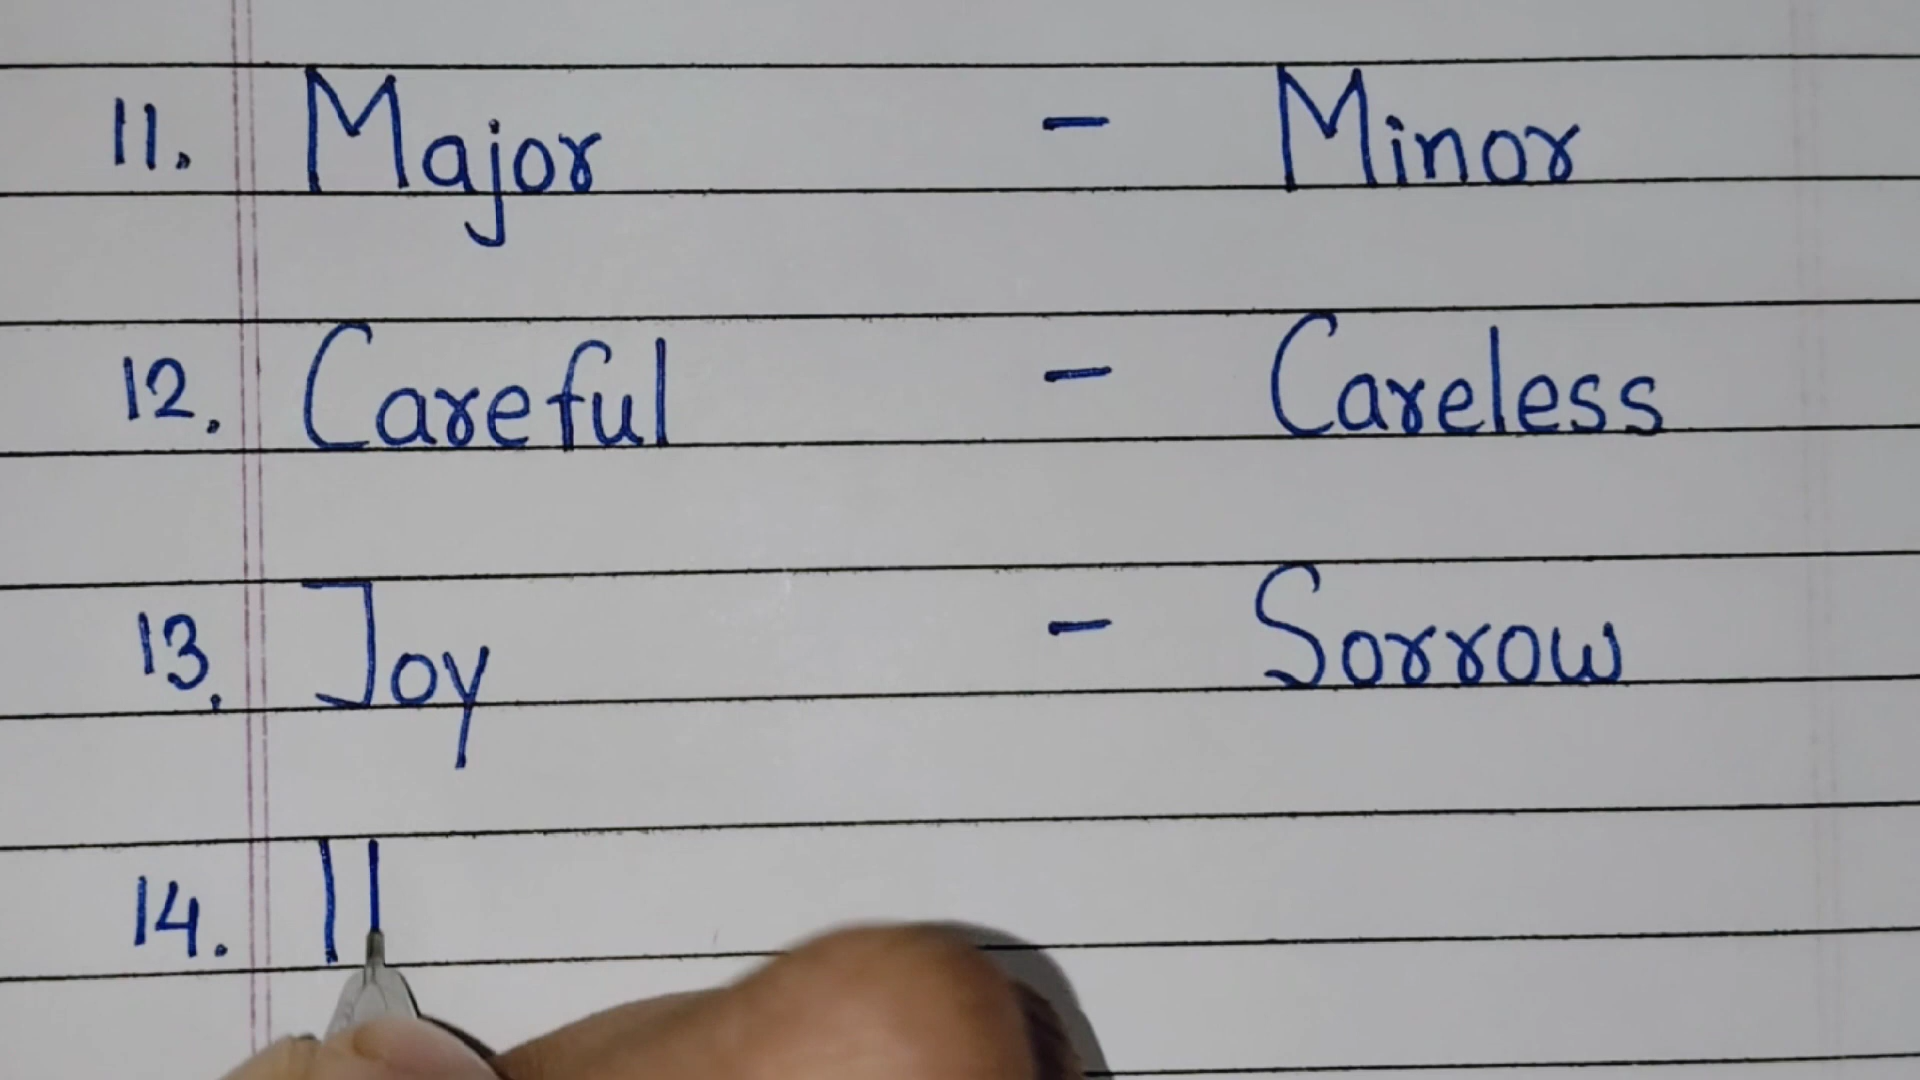 11. Major - Minor
12. Careful - Careless
13. Joy - Sorrow
14.